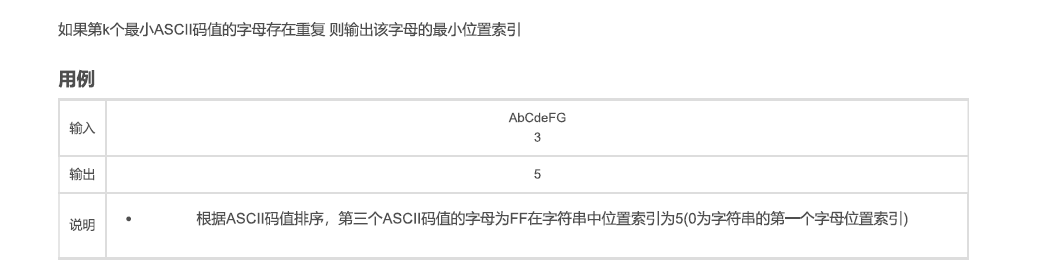 如果第k个最小ASCII码值的字母存在重复 则输出该字母的最小位置索引
用例
输入
AbCdeFG
3
输出
5
说明
• 根据ASCII码值排序，第三个ASCII码值的字母为FF在字符串中位置索引为5(0为字符串的第一个字母位置索引)